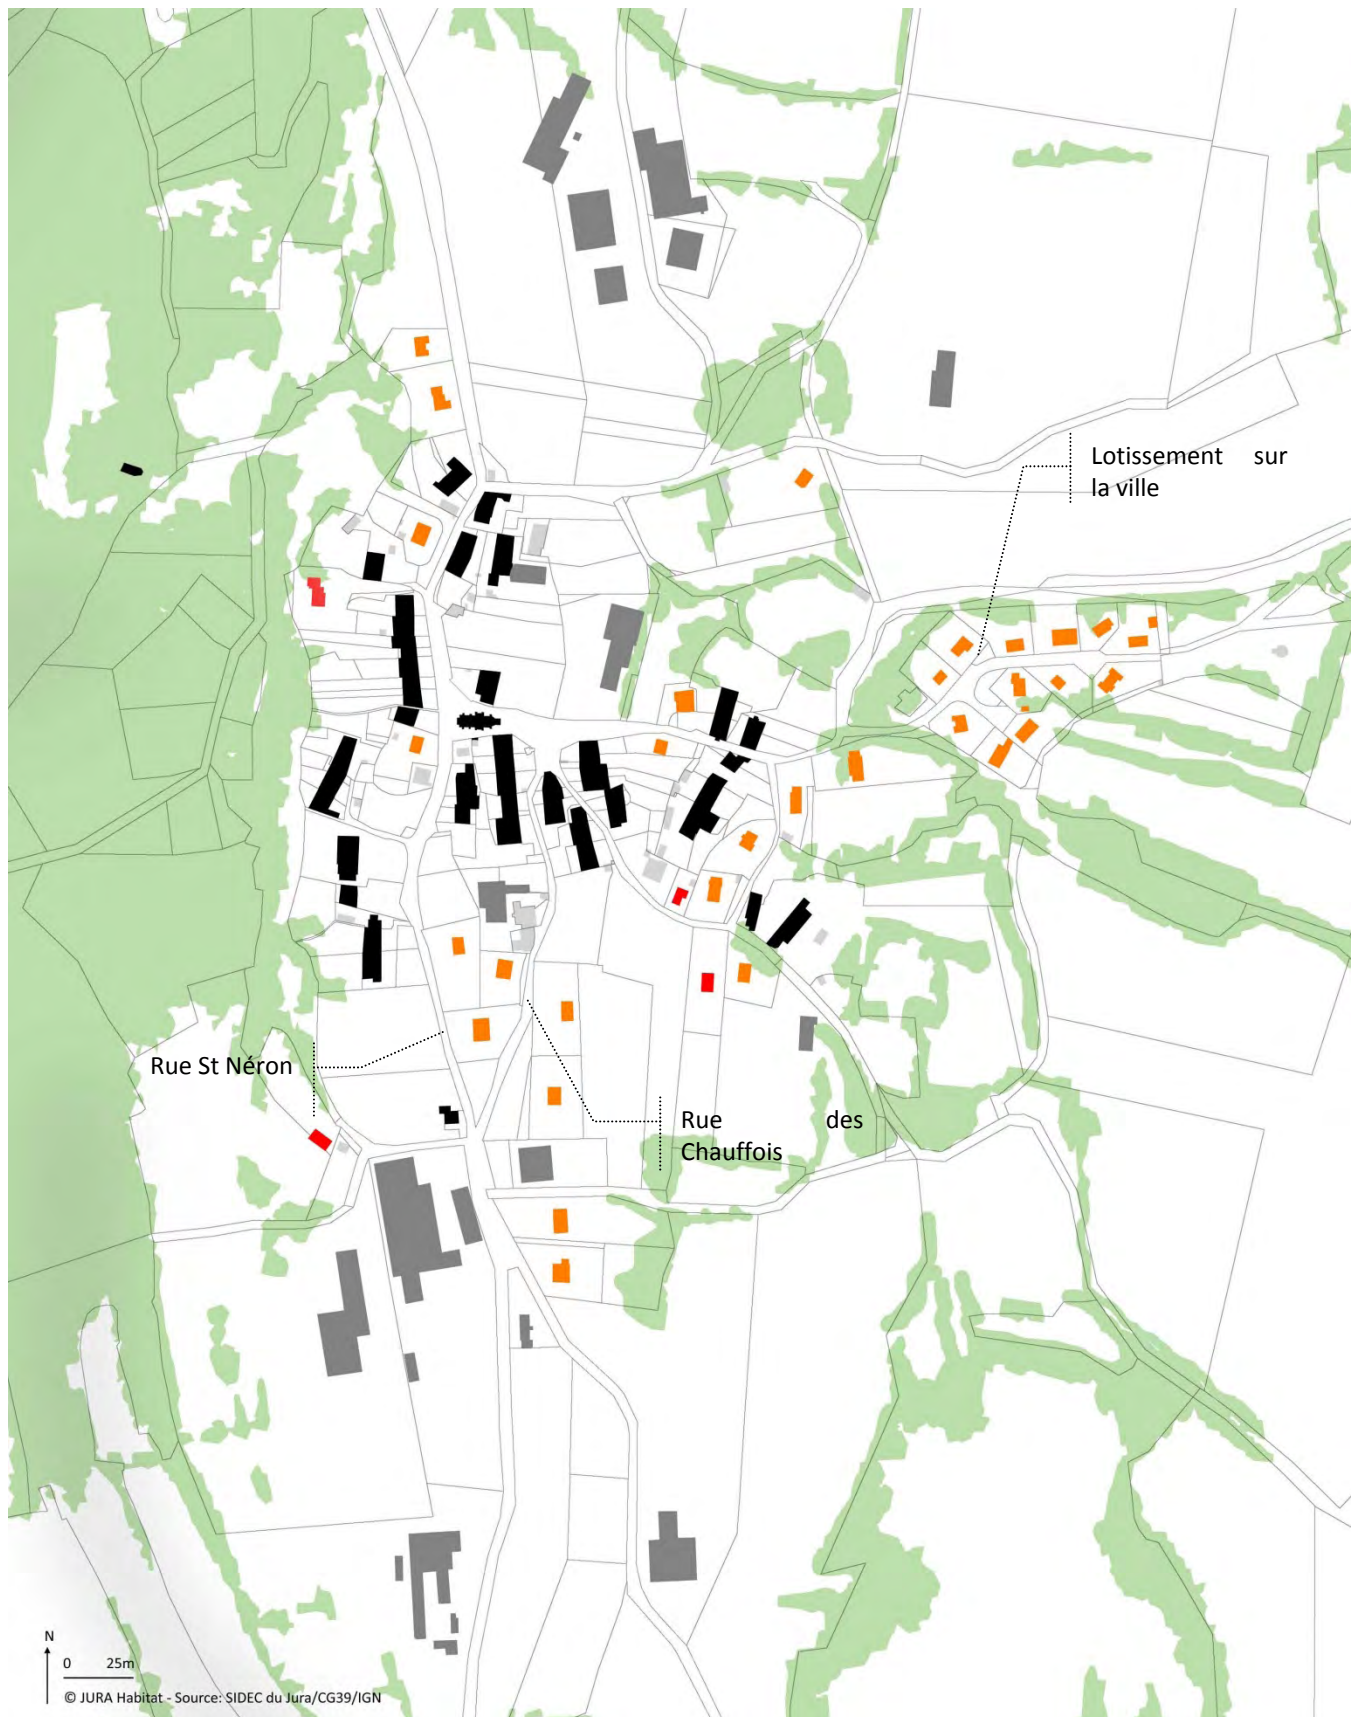 Lotissement sur
la ville
Rue St Néron
Rue des
Chauffois
N
0 25m
© JURA Habitat - Source: SIDEC du Jura/CG39/IGN